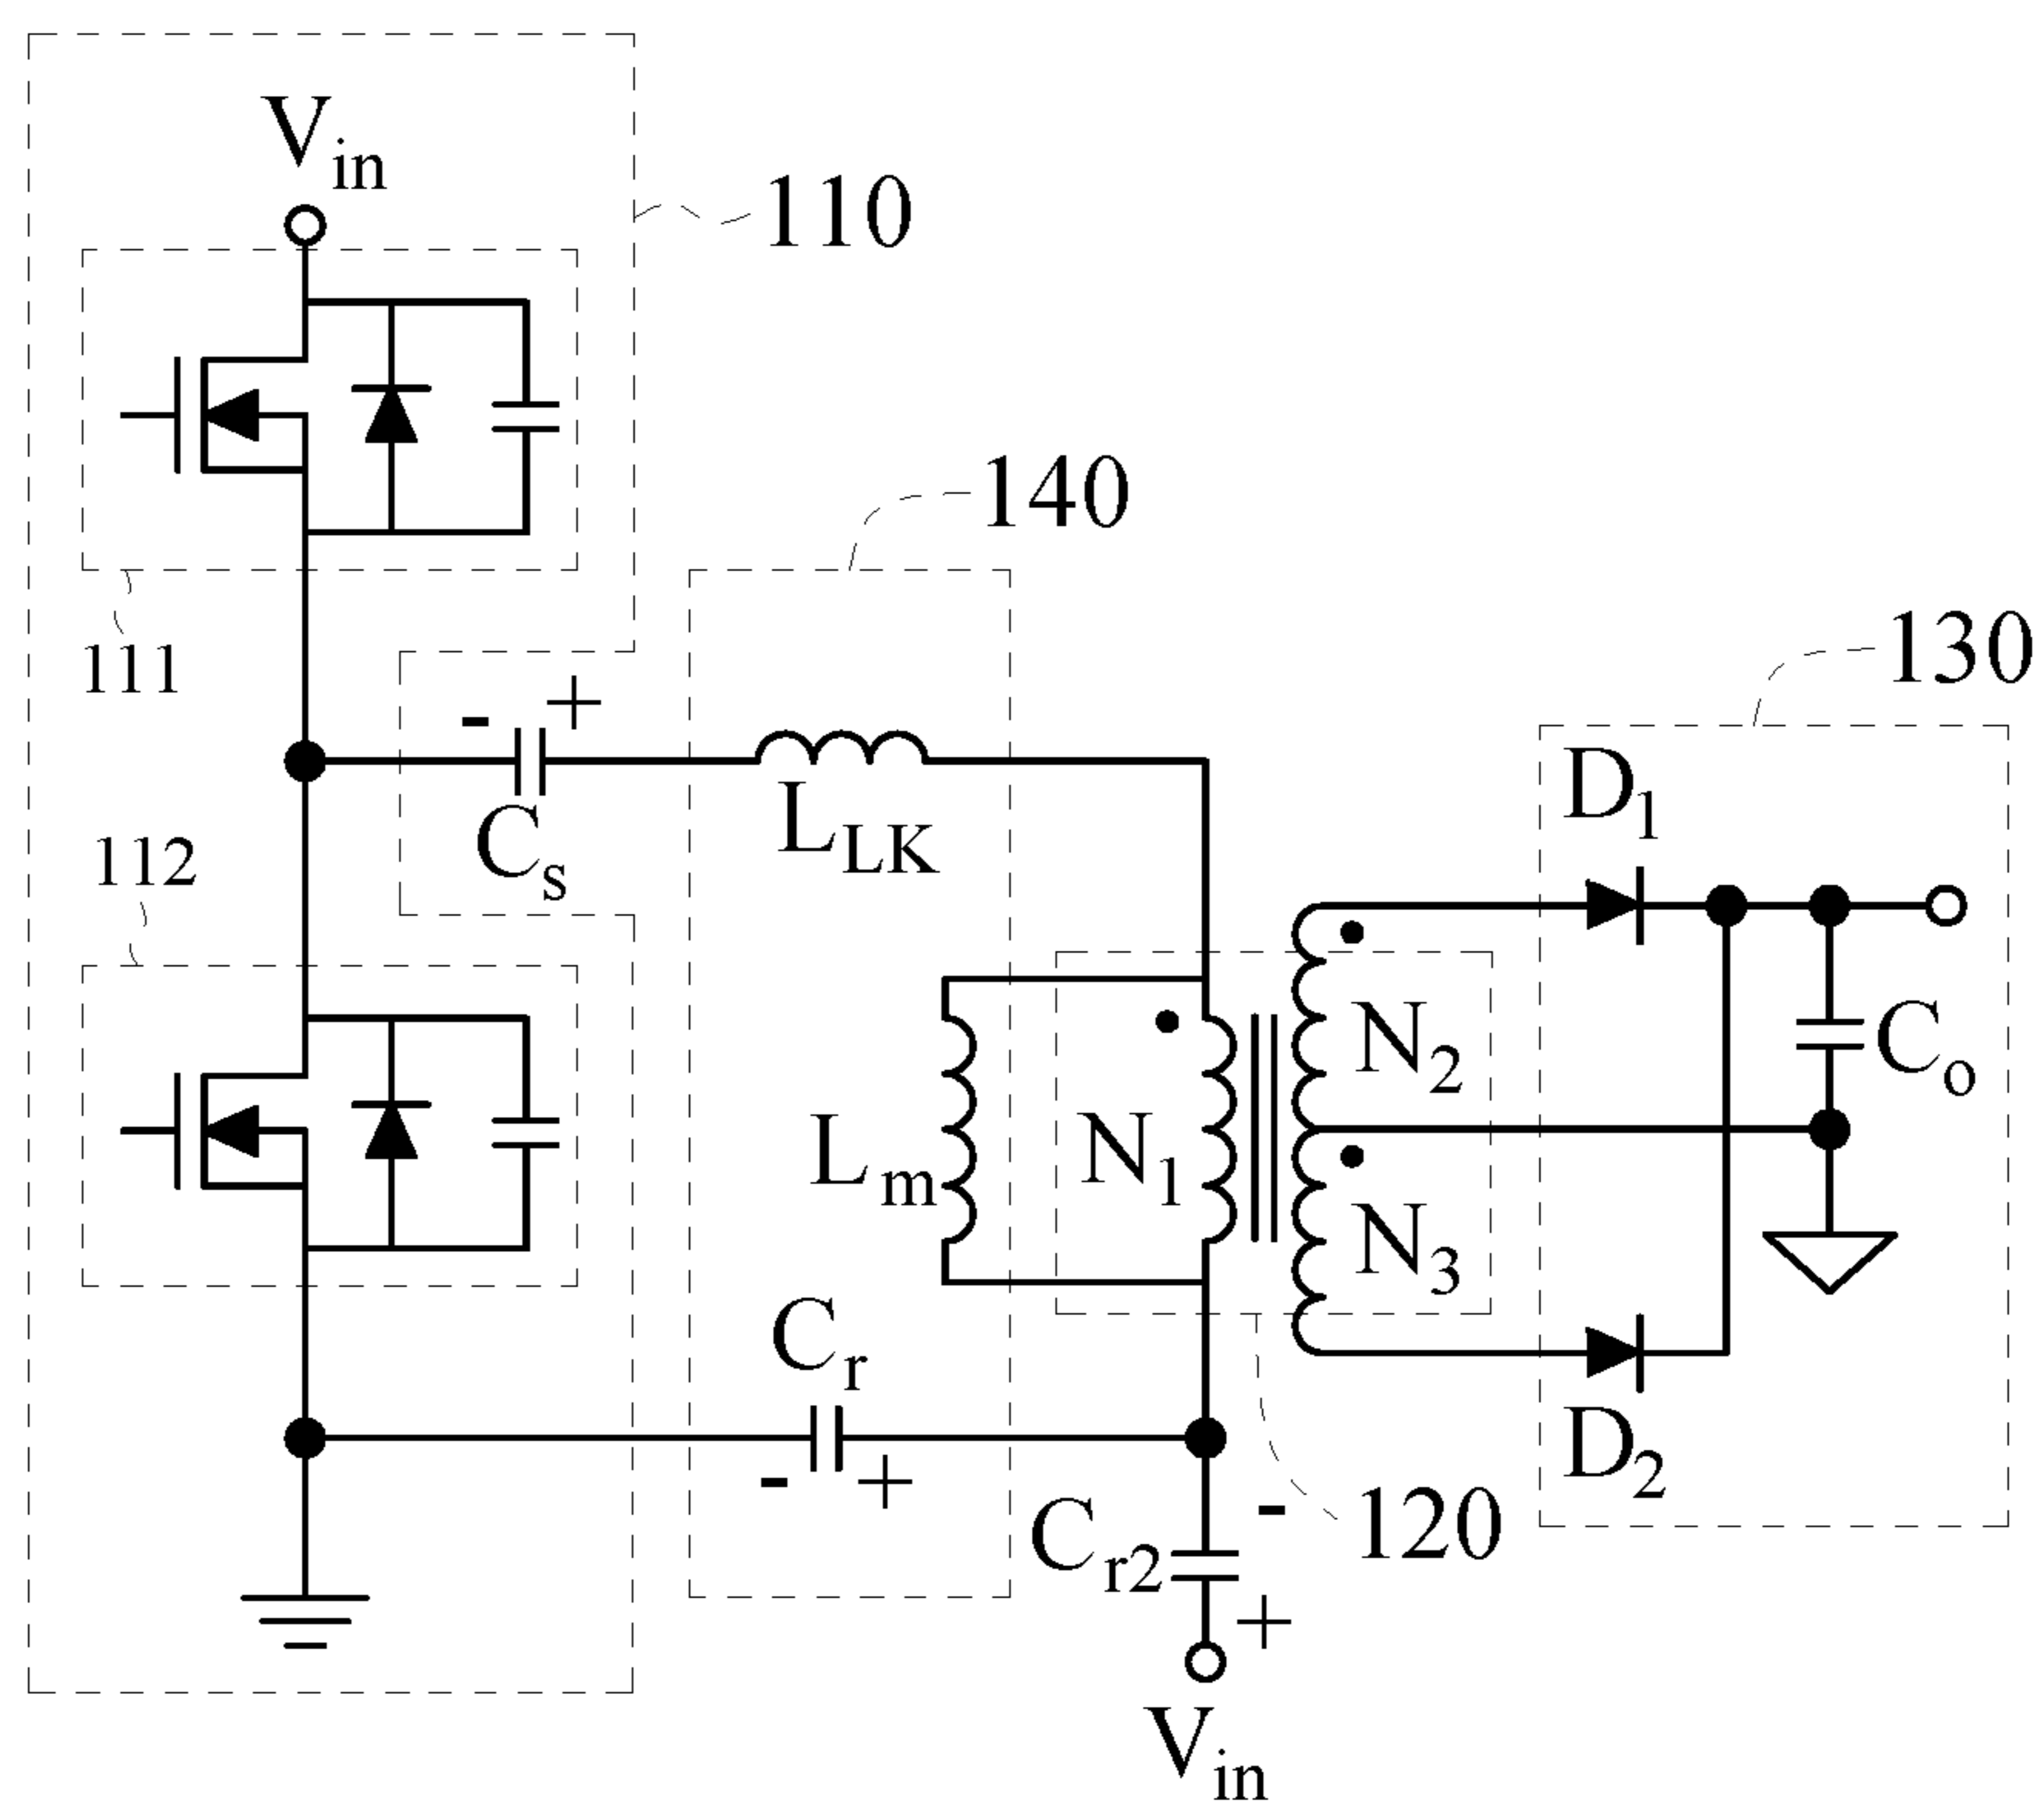 Vin
110
111
140
- +
Cs
LLK
130
D1
112
N2
Co
Lm
N1
N3
Cr
- +
D2
-
Cr2
120
+
Vin